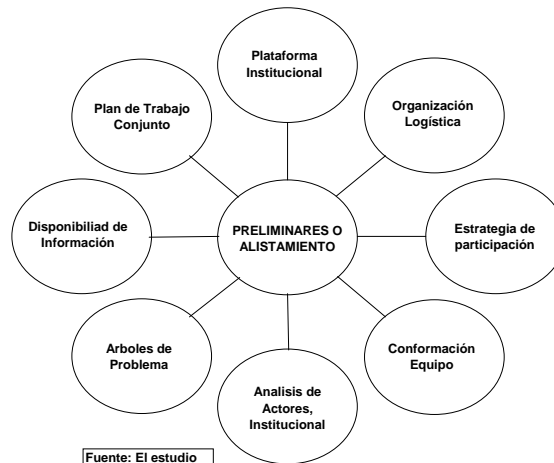 Plataforma
Institucional
Plan de Trabajo
Conjunto
Organización
Logística
Disponibiliad de
Información
PRELIMINARES O
ALISTAMIENTO
Estrategia de
participación
Arboles de
Problema
Conformación
Equipo
Analisis de
Actores,
Institucional
Fuente: El estudio